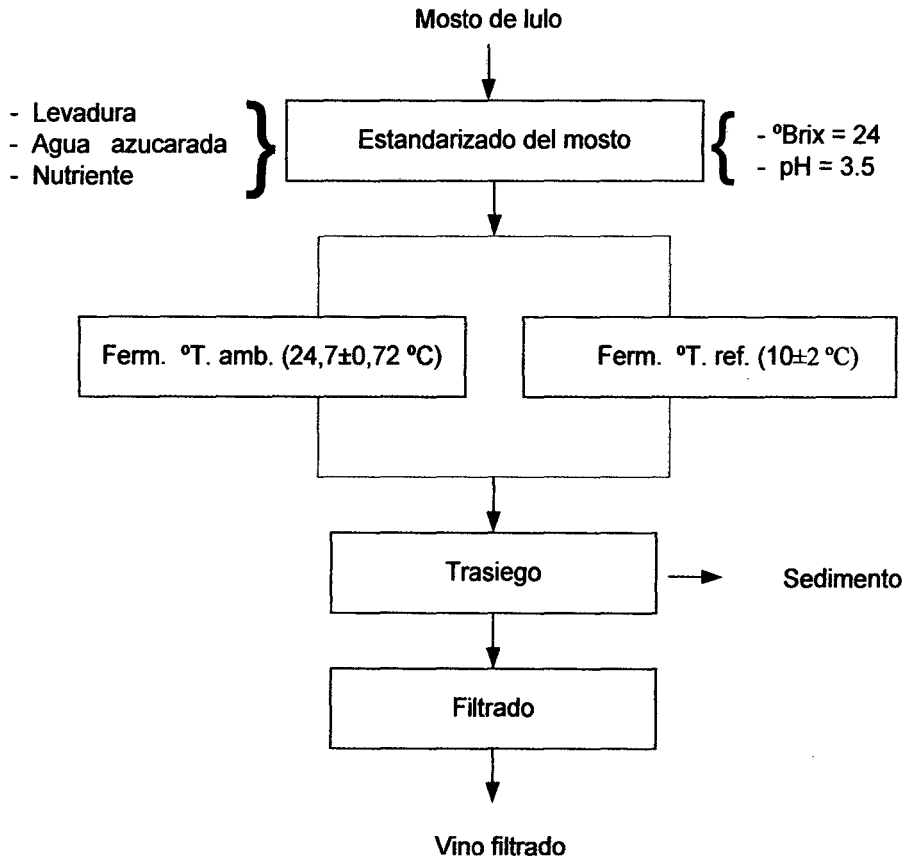 Mosto de lulo
- Levadura
- Agua azucarada
- Nutriente
Estandarizado del mosto
- ºBrix = 24
- pH = 3.5
Ferm. ºT. amb. (24,7±0,72 ºC)
Ferm. ºT. ref. (10±2 ºC)
Trasiego
Sedimento
Filtrado
Vino filtrado